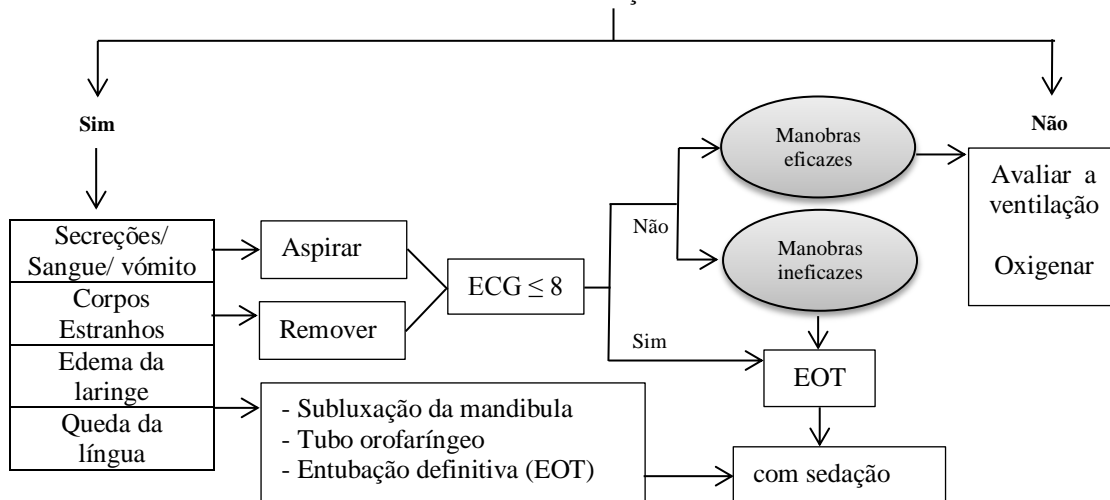 Sim
Não
Manobras
eficazes
Avaliar a
ventilação
Oxigenar
Secreções/
Sangue/ vómito
Corpos
Estranhos
Edema da
laringe
Queda da
língua
Aspirar
Remover
ECG ≤ 8
Não
Sim
Manobras
ineficazes
EOT
- Subluxação da mandibula
- Tubo orofaríngeo
- Entubação definitiva (EOT)
com sedação